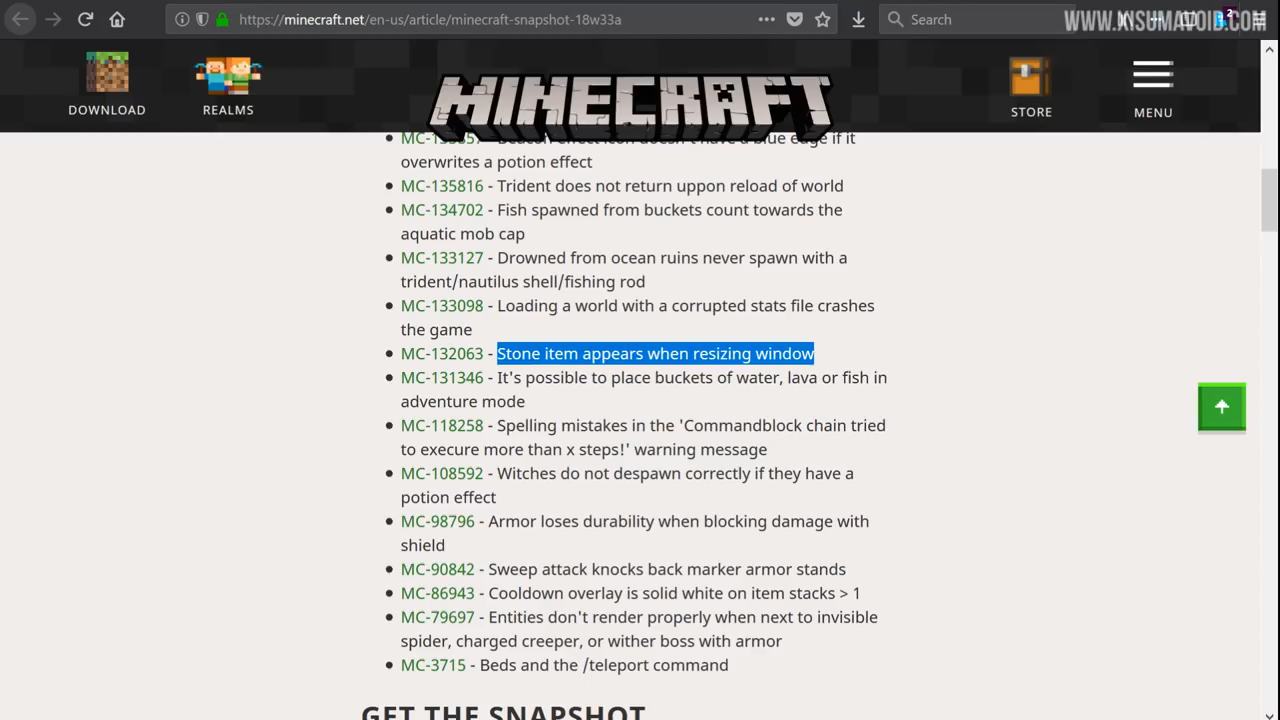 https://minecraft.net/en-us/article/minecraft-snapshot-18w33a
Search
WWW.XISUMAVOID.COM
2
DOWNLOAD
REALMS
MINECRAFT
STORE
MENU
overwrites a potion effect
MC-135816 - Trident does not return uppon reload of world
MC-134702 - Fish spawned from buckets count towards the
aquatic mob cap
MC-133127 - Drowned from ocean ruins never spawn with a
trident/nautilus shell/fishing rod
MC-133098 - Loading a world with a corrupted stats file crashes
the game
MC-132063 - Stone item appears when resizing window
MC-131346 - It's possible to place buckets of water, lava or fish in
adventure mode
MC-118258 - Spelling mistakes in the 'Commandblock chain tried
to execure more than x steps!' warning message
MC-108592 - Witches do not despawn correctly if they have a
potion effect
MC-98796 - Armor loses durability when blocking damage with
shield
MC-90842 - Sweep attack knocks back marker armor stands
MC-86943 - Cooldown overlay is solid white on item stacks > 1
MC-79697 - Entities don't render properly when next to invisible
spider, charged creeper, or wither boss with armor
MC-3715 - Beds and the /teleport command
GET THE SNAPSHOT